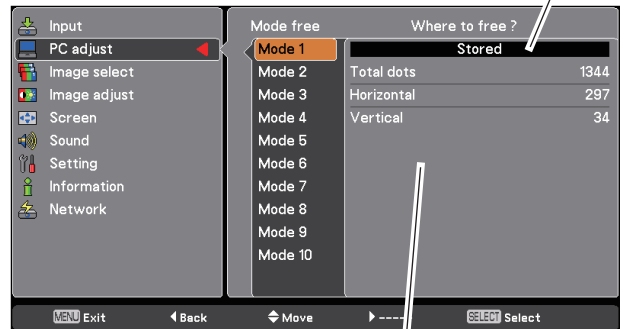 Input
PC adjust
Image select
Image adjust
Screen
Sound
Setting
Information
Network
Mode free
Mode 1
Mode 2
Mode 3
Mode 4
Mode 5
Mode 6
Mode 7
Mode 8
Mode 9
Mode 10
Where to free ?
Stored
Total dots 1344
Horizontal 297
Vertical 34
MENU Exit Back Move ---- SELECT Select